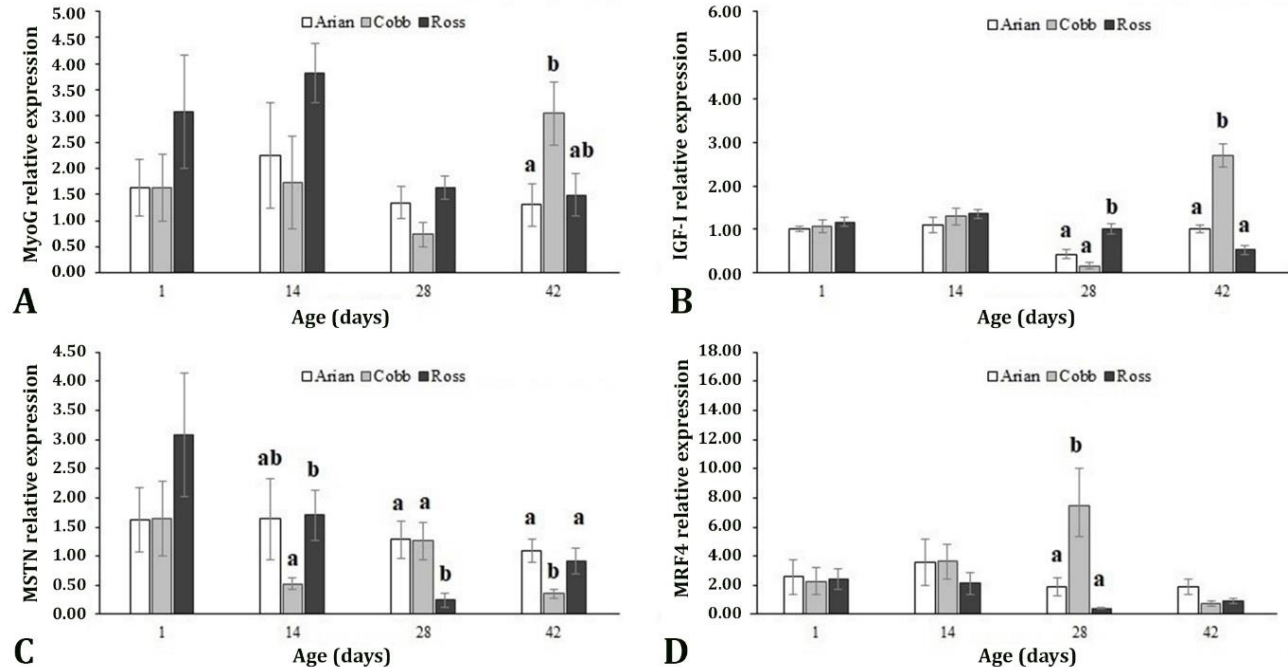 5.00
4.50
4.00
3.50
3.00
2.50
2.00
1.50
1.00
0.50
0.00
MyoG relative expression
Arian Cobb Ross
a b ab
1 14 28 42
Age (days)
A
6.00
5.00
4.00
3.00
2.00
1.00
0.00
IGF-I relative expression
Arian Cobb Ross
a a b a b a
1 14 28 42
Age (days)
B
4.50
4.00
3.50
3.00
2.50
2.00
1.50
1.00
0.50
0.00
MSTN relative expression
Arian Cobb Ross
ab a b a a b a b a
1 14 28 42
Age (days)
C
18.00
16.00
14.00
12.00
10.00
8.00
6.00
4.00
2.00
0.00
MRF4 relative expression
Arian Cobb Ross
a b a
1 14 28 42
Age (days)
D